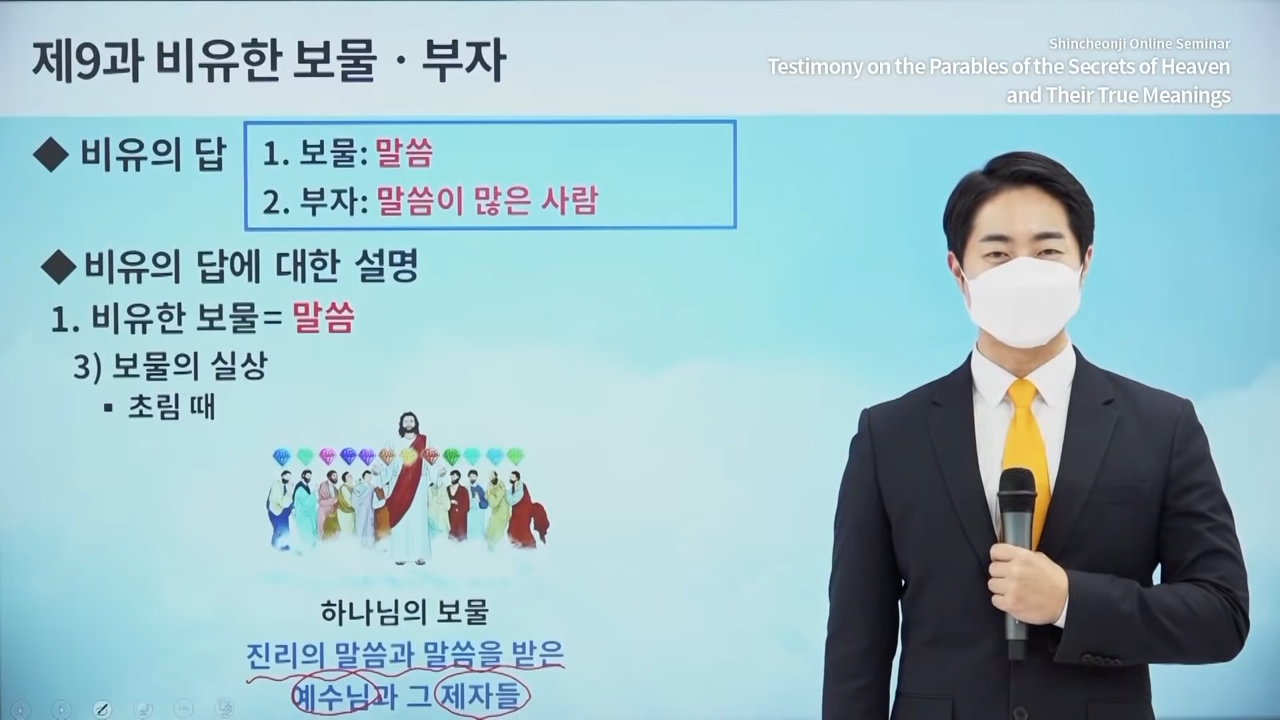 제9과 비유한 보물 · 부자
Shincheonji Online Seminar
Testimony on the Parables of the Secrets of Heaven
and Their True Meanings
◆ 비유의 답
1. 보물: 말씀
2. 부자: 말씀이 많은 사람
◆ 비유의 답에 대한 설명
1. 비유한 보물= 말씀
3) 보물의 실상
▪ 초림 때
하나님의 보물
진리의 말씀과 말씀을 받은
예수님과 그 제자들